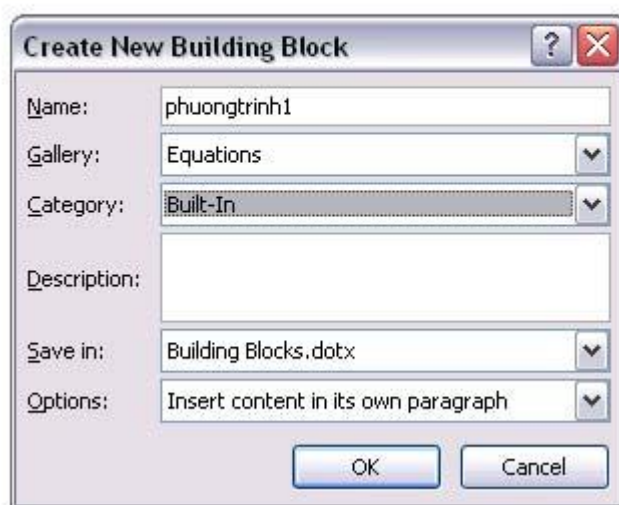 Create New Building Block
Name: phuongtrinh1
Gallery: Equations
Category: Built-In
Description:
Save in: Building Blocks.dotx
Options: Insert content in its own paragraph
OK Cancel